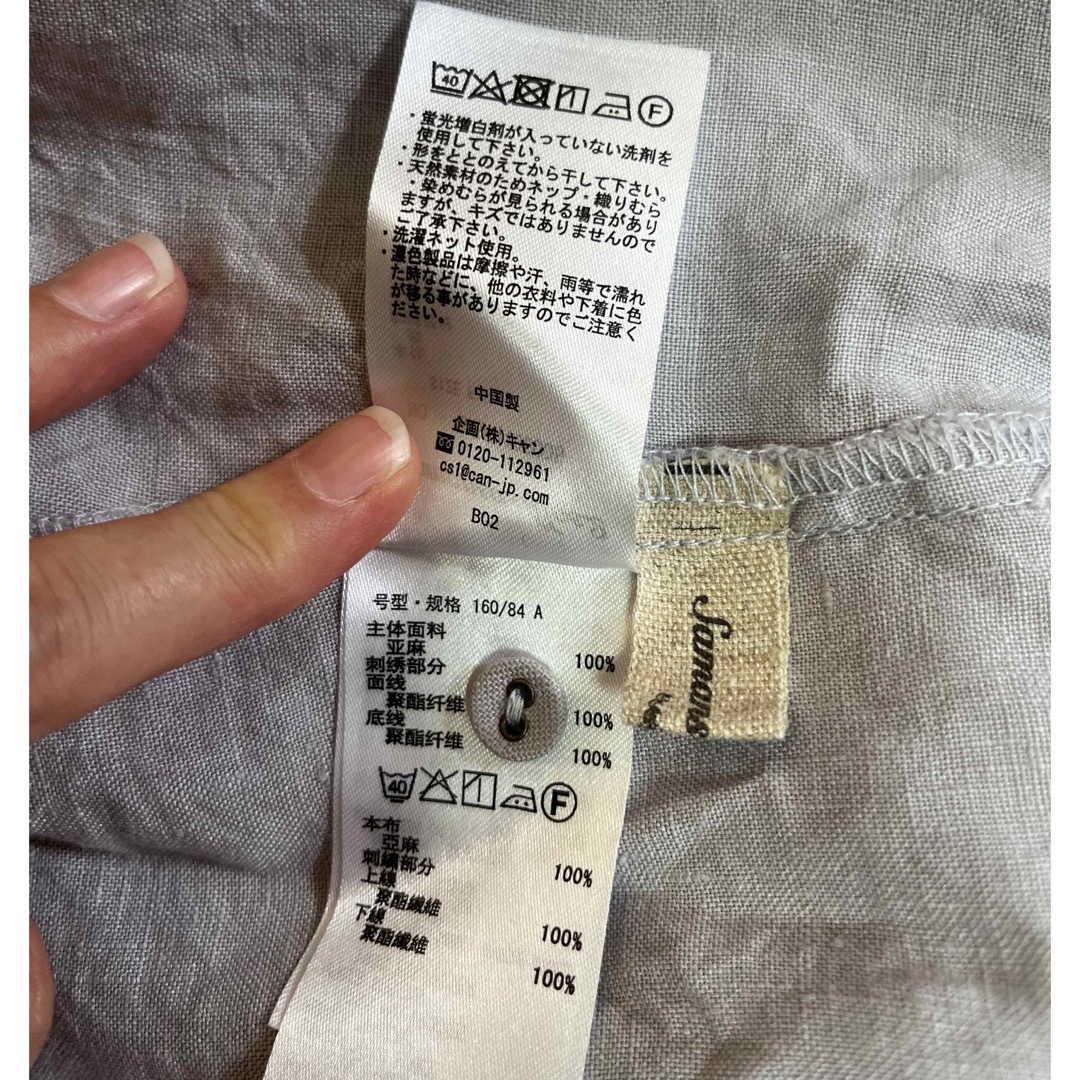 40 F
・蛍光増白剤が入っていない洗剤を
使用して下さい。
・形をととのえてから干して下さい。
・天然素材のためネップ・織りむら
・染めむらが見られる場合があり
ますが、キズではありませんので
ご了承下さい。
・洗濯ネット使用。
・濃色製品は摩擦や汗、雨等で濡れ
た時などに、他の衣料や下着に色
が移る事がありますのでご注意く
ださい。
中国製
企画(株)キャン
0120-112961
cs1@can-jp.com
B02
号型・规格 160/84 A
主体面料
亚麻 100%
刺绣部分
面线
聚酯纤维 100%
底线
聚酯纤维 100%
40 F
本布
亞麻 100%
刺繡部分
上線
聚酯纖維 100%
下線
聚酯纖維 100%
Samans